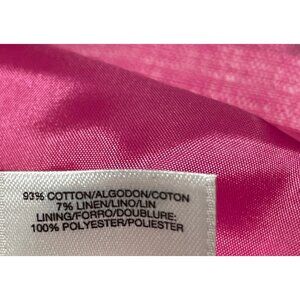 93% COTTON/ALGODON/COTON
7% LINEN/LINO/LIN
LINING/FORRO/DOUBLURE:
100% POLYESTER/POLIESTER